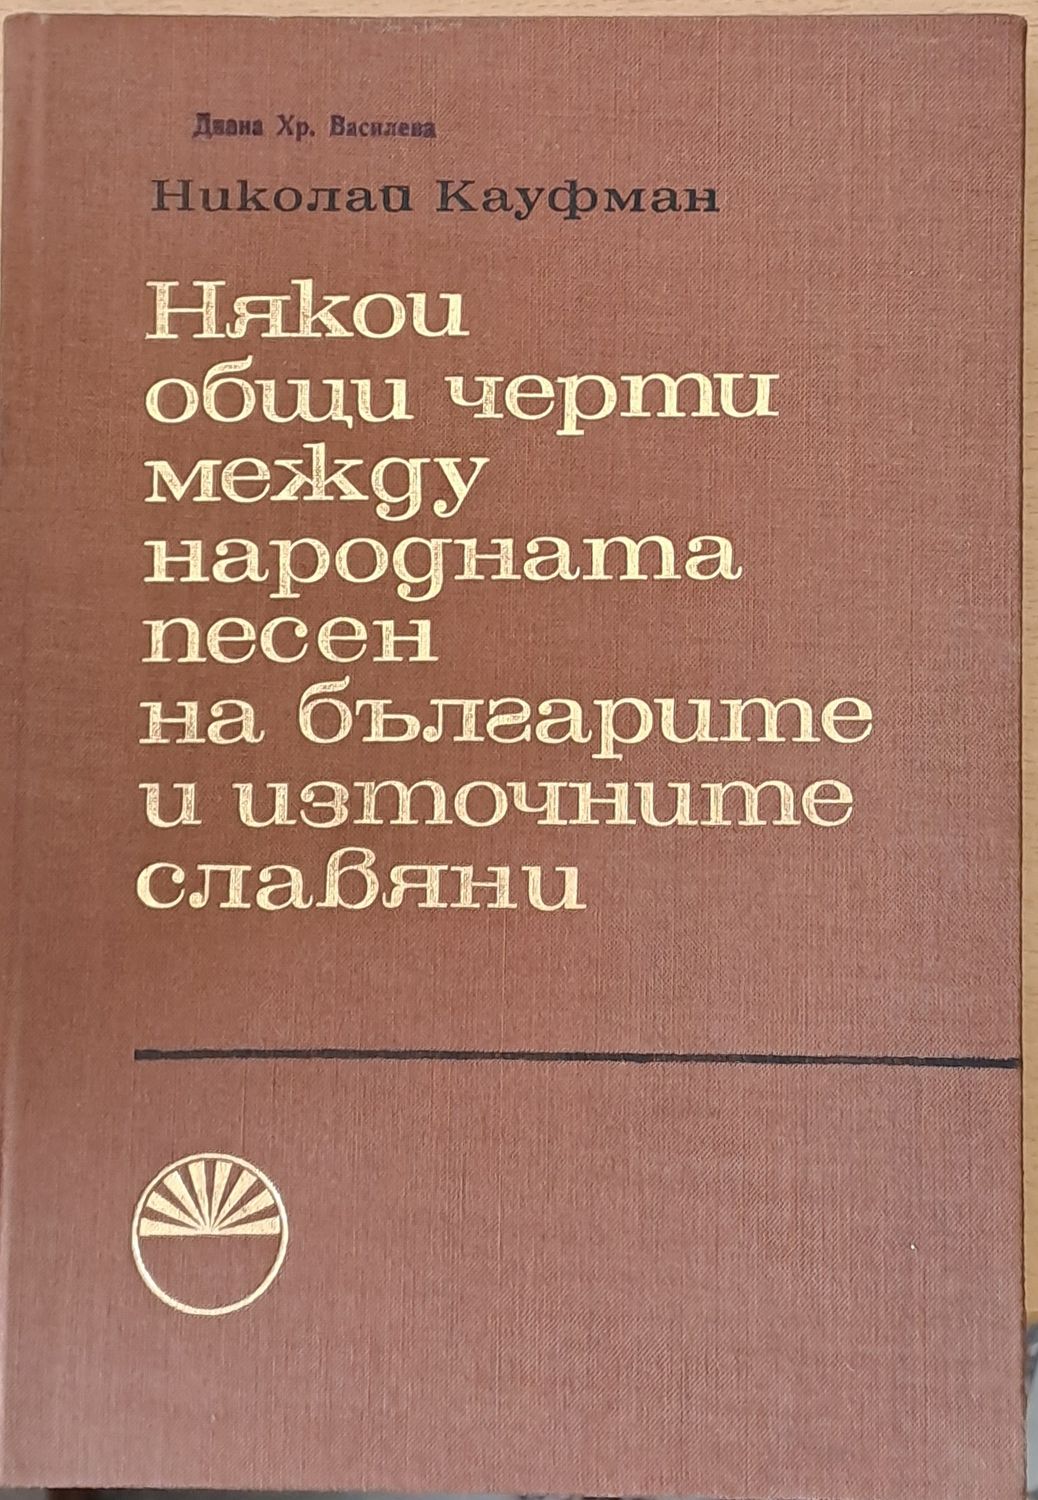 Диана Хр. Василева
Николай Кауфман
Някои
общи черти
между
народната
песен
на българите
и източните
славяни